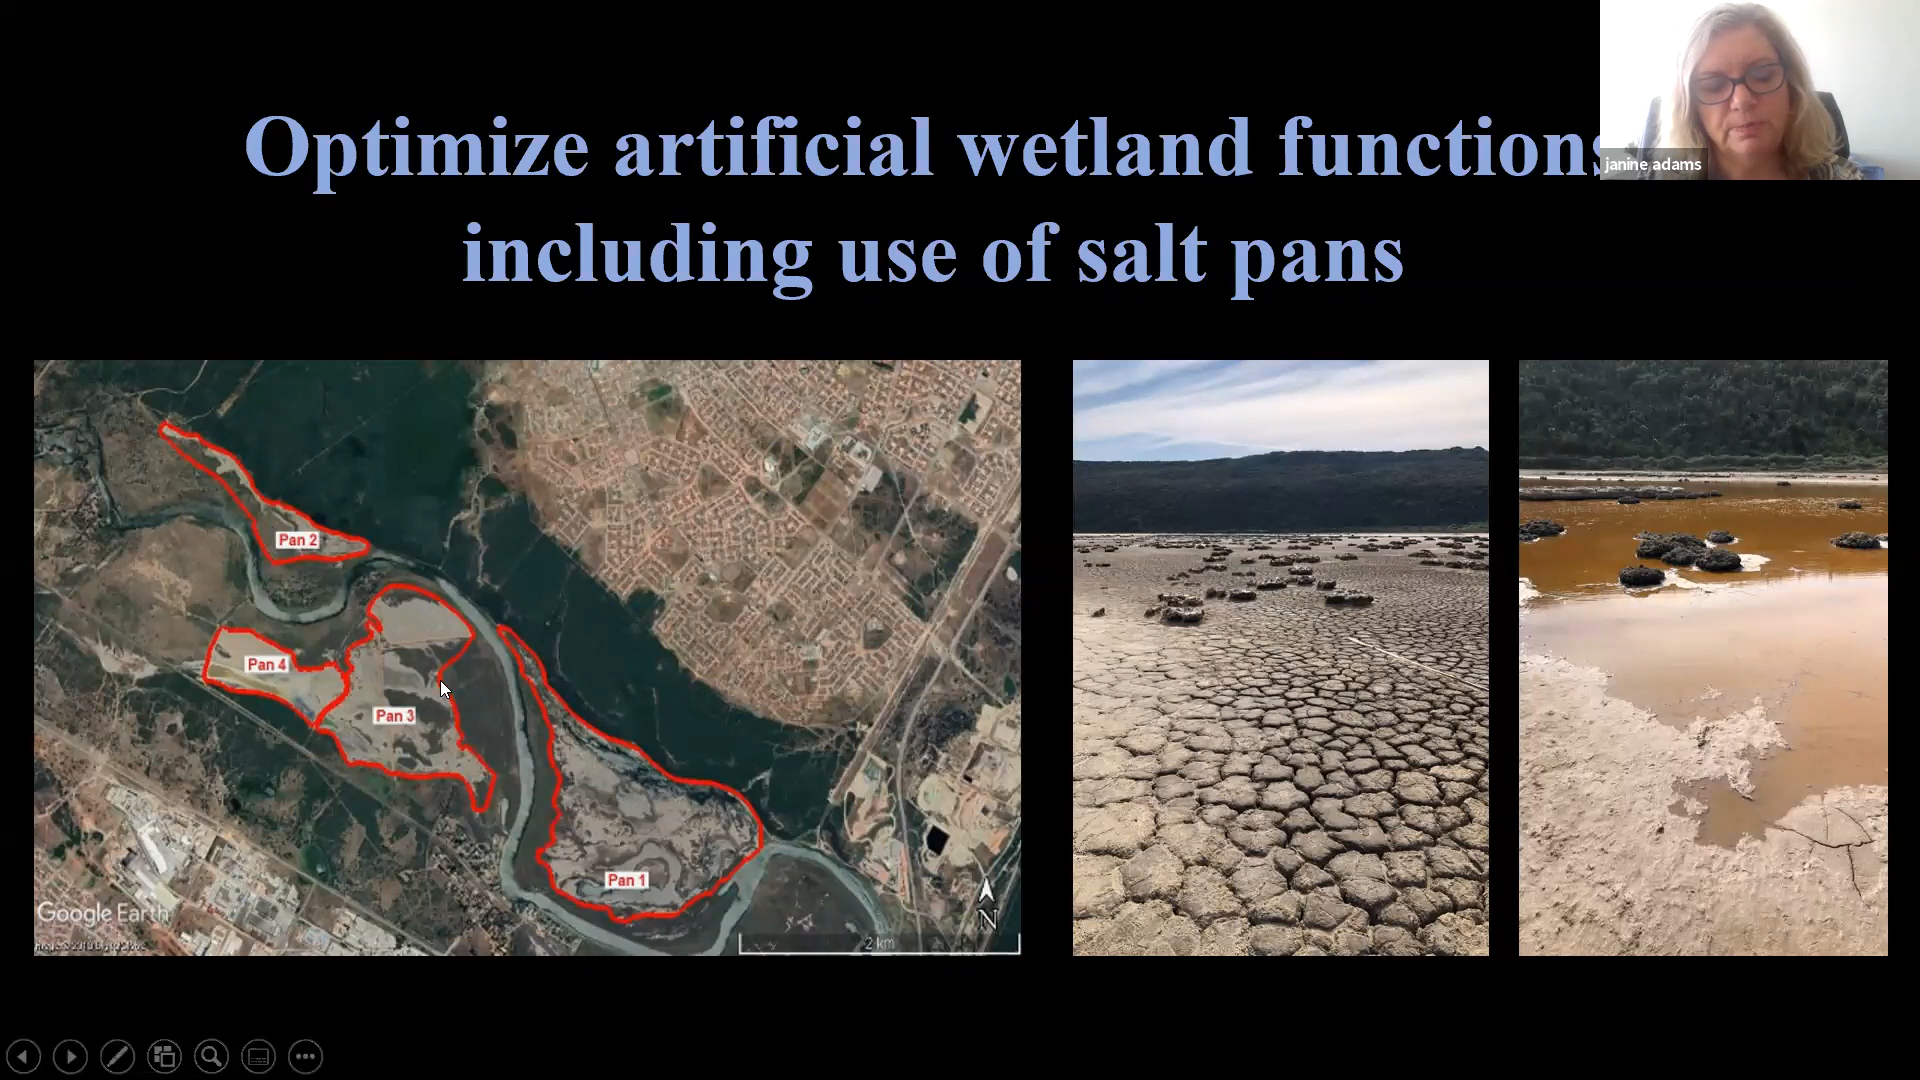 Optimize artificial wetland functions
including use of salt pans
janine adams
Pan 2
Pan 4
Pan 3
Pan 1
Google Earth
N
2 km